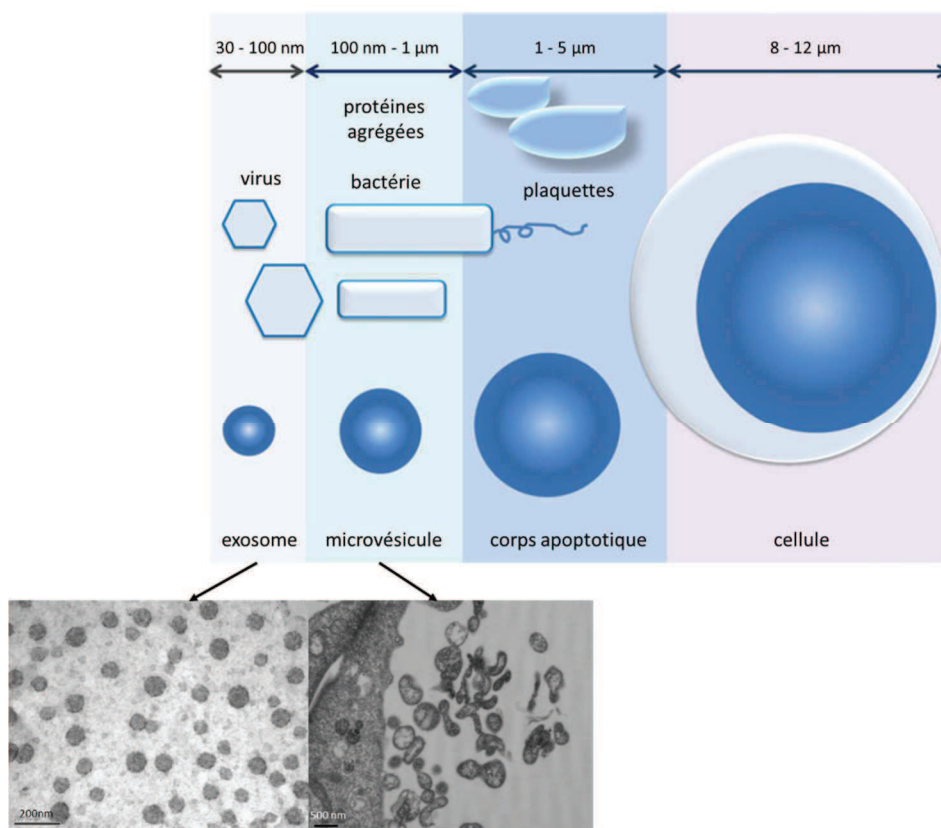 30 - 100 nm
100 nm - 1 µm
1 - 5 µm
8 - 12 µm
protéines
agrégées
virus
bactérie
plaquettes
exosome
microvésicule
corps apoptotique
cellule
200nm
500 nm